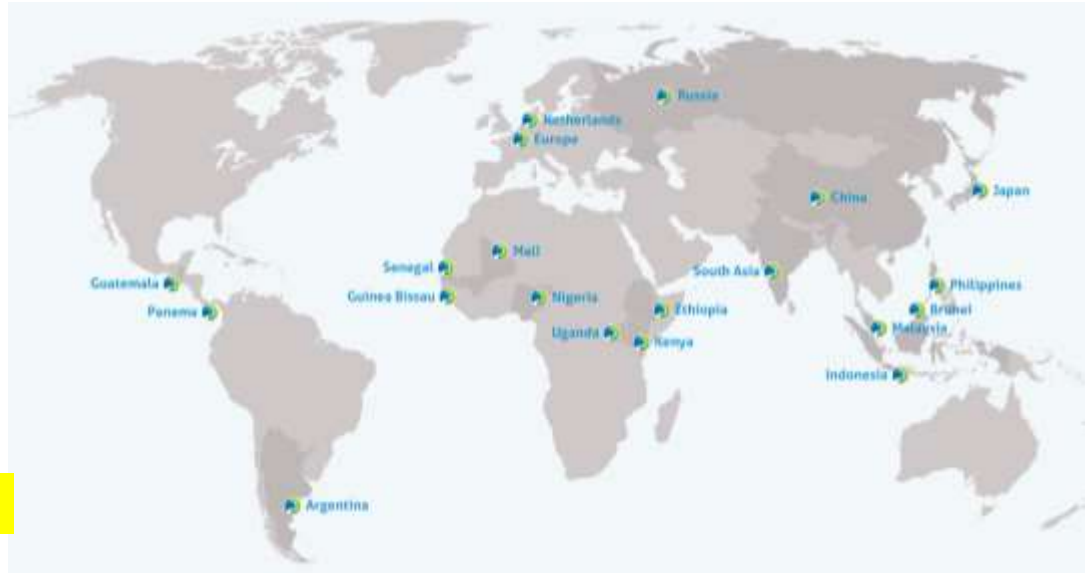 Russia
Netherlands
Europe
Japan
China
Mali
Senegal
South Asia
Guatemala
Philippines
Guinea Bissau
Nigeria
Panema
Ethiopia
Brunei
Uganda
Malaysia
Kenya
Indonesia
Argentina